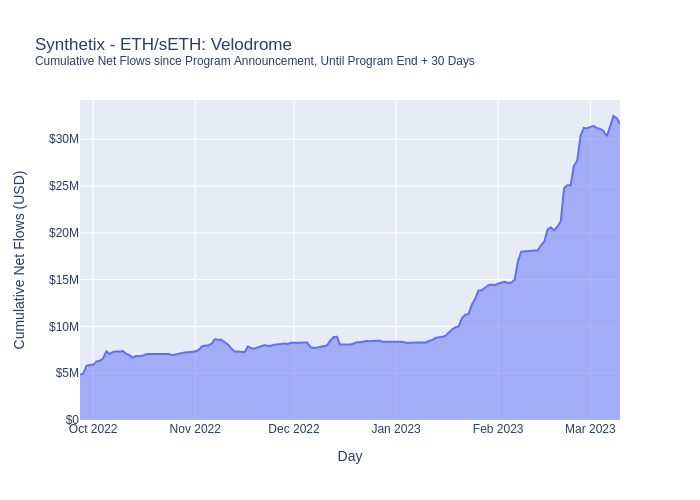 Synthetix - ETH/sETH: Velodrome
Cumulative Net Flows since Program Announcement, Until Program End + 30 Days
Cumulative Net Flows (USD)
$30M
$25M
$20M
$15M
$10M
$5M
$0
Oct 2022
Nov 2022
Dec 2022
Jan 2023
Feb 2023
Mar 2023
Day